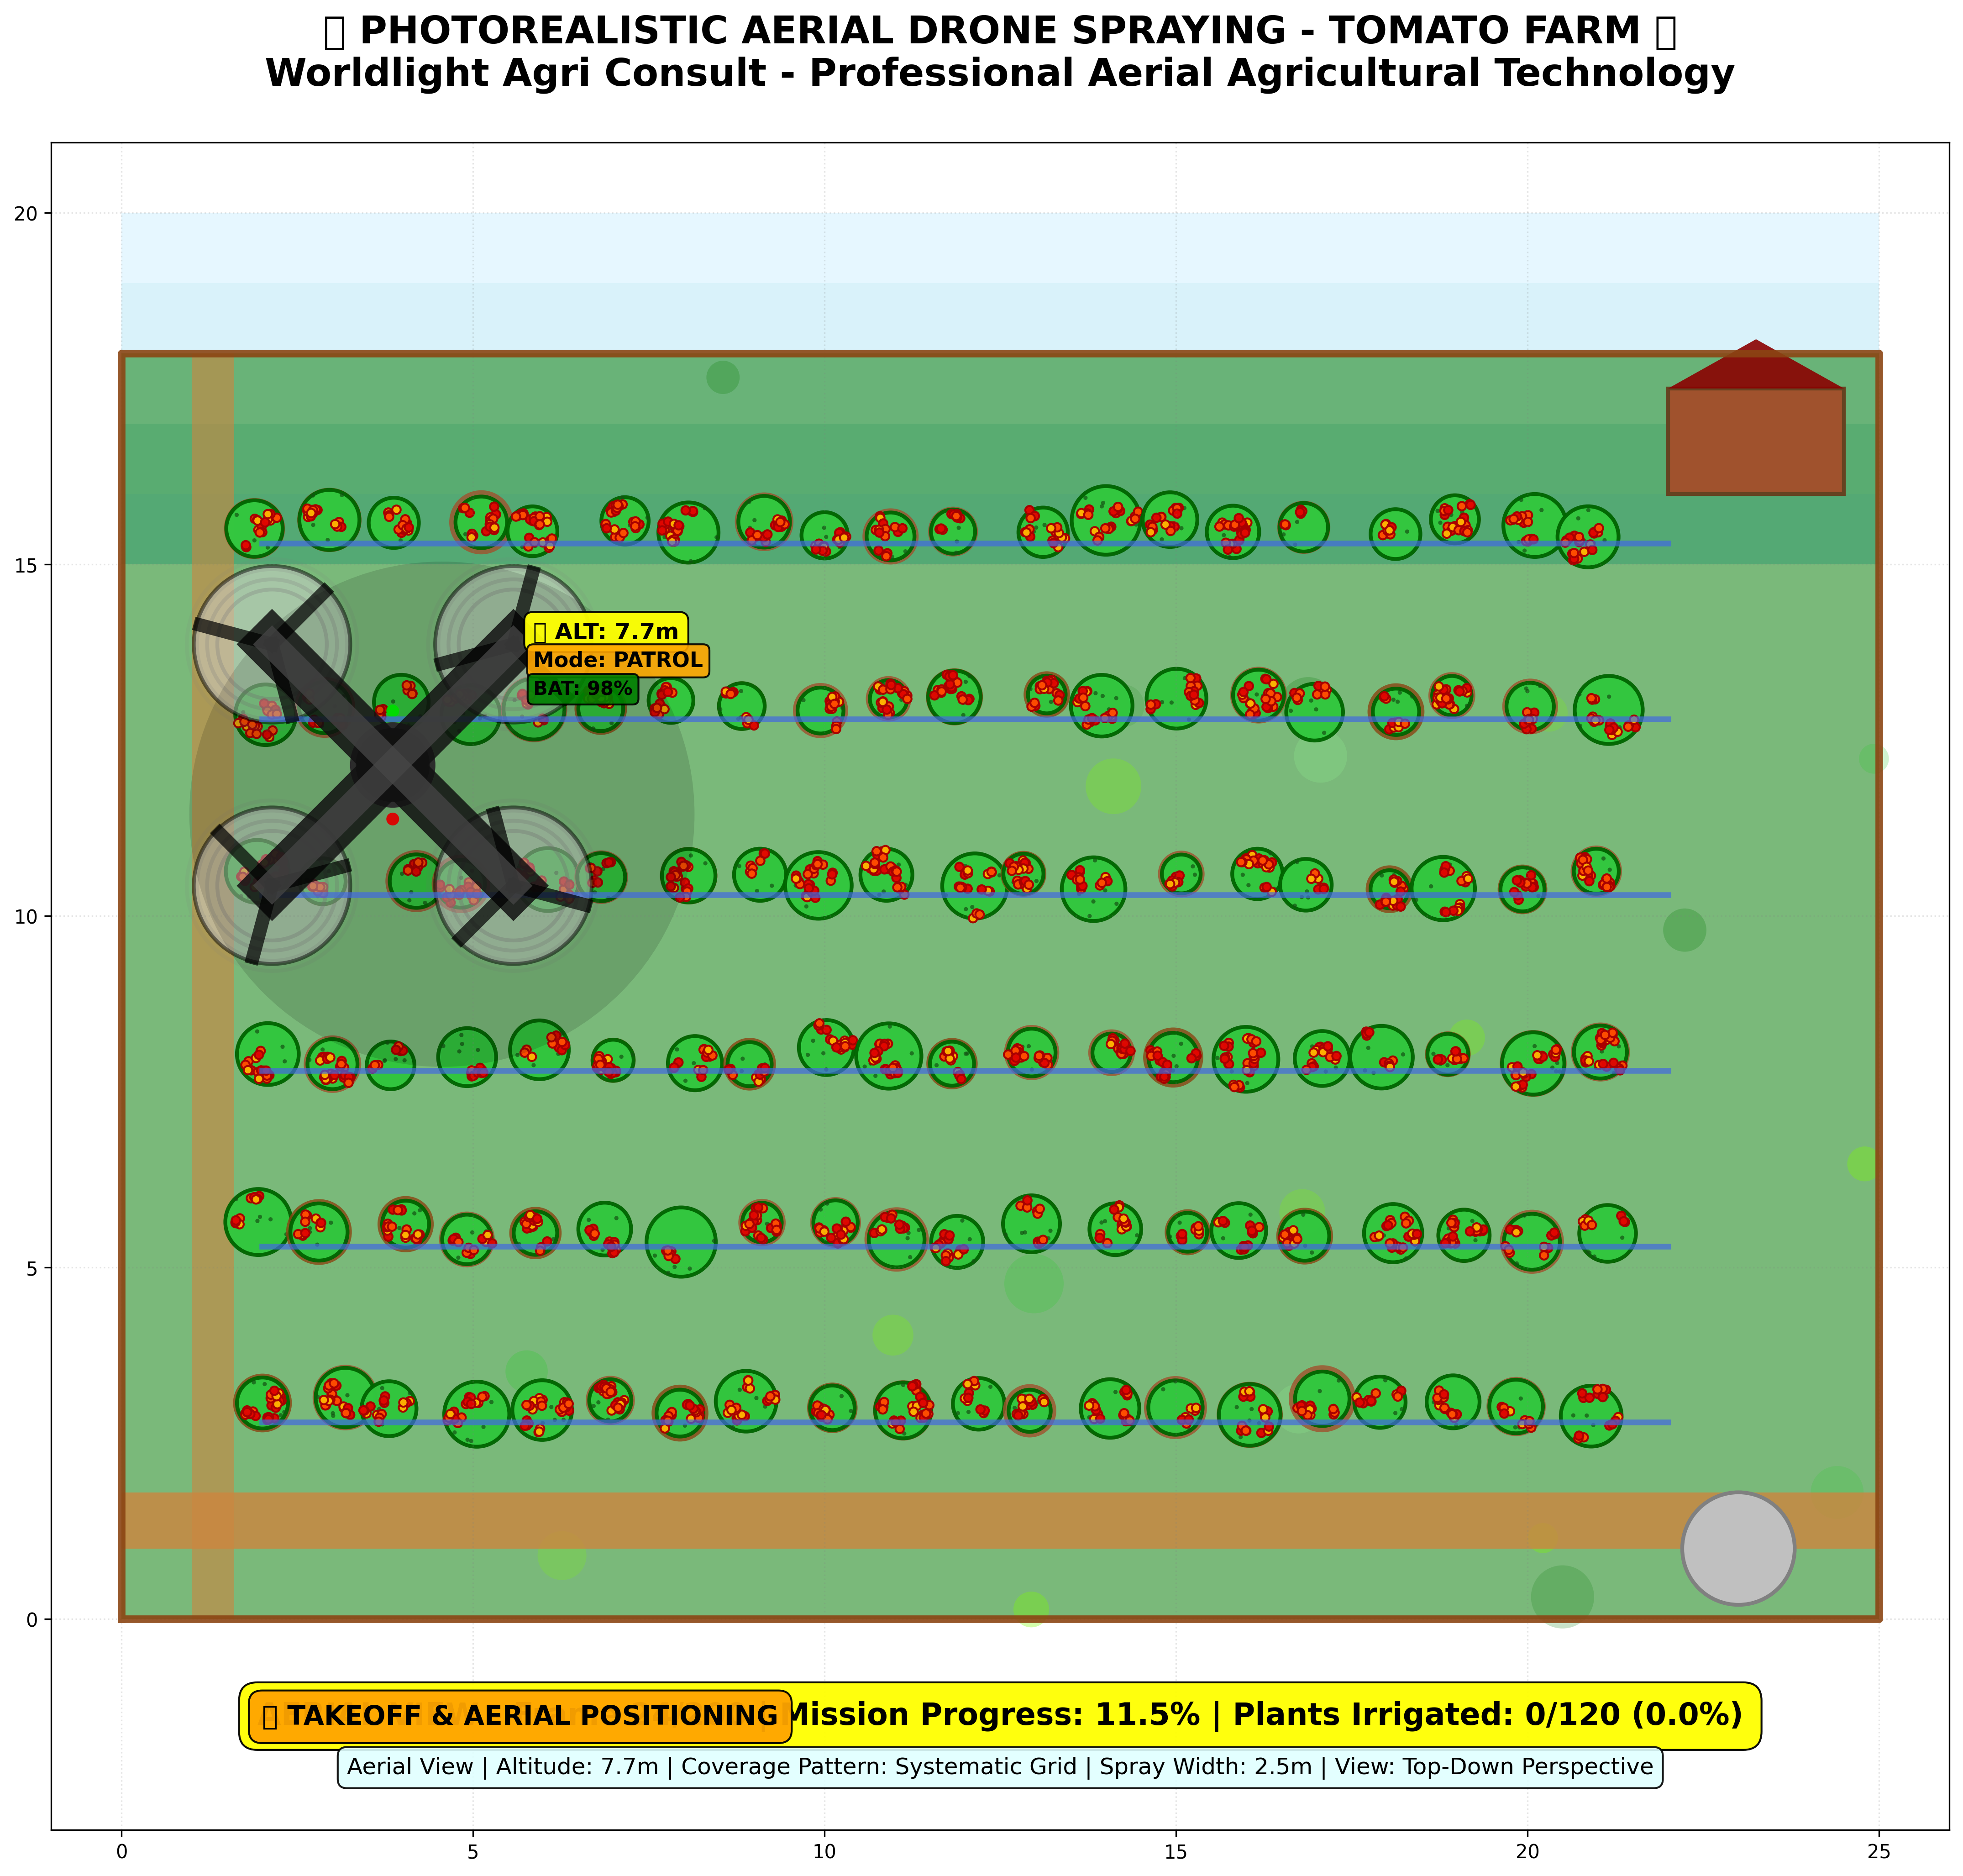 PHOTOREALISTIC AERIAL DRONE SPRAYING - TOMATO FARM
Worldlight Agri Consult - Professional Aerial Agricultural Technology
20
15
10
5
0
ALT: 7.7m
Mode: PATROL
BAT: 98%
TAKEOFF & AERIAL POSITIONING
| Mission Progress: 11.5% | Plants Irrigated: 0/120 (0.0%)
Aerial View | Altitude: 7.7m | Coverage Pattern: Systematic Grid | Spray Width: 2.5m | View: Top-Down Perspective
0 5 10 15 20 25